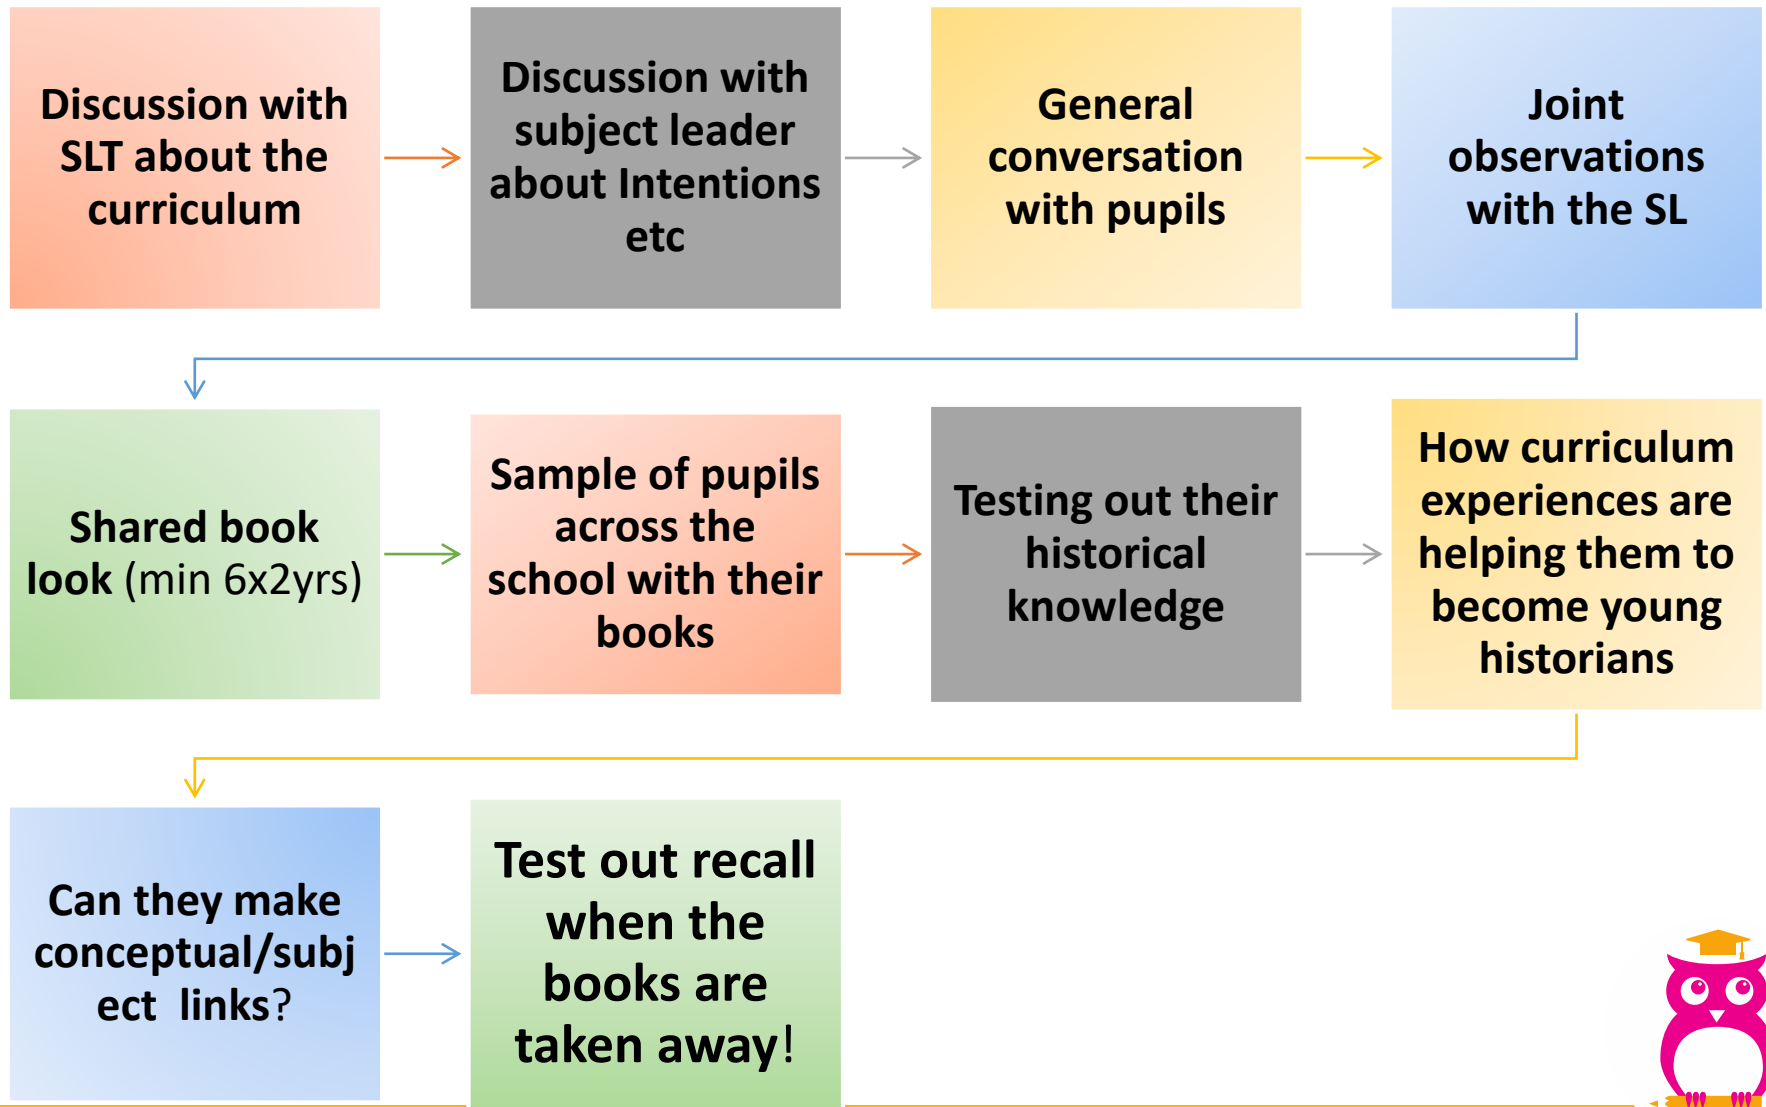 Discussion with
SLT about the
curriculum
Discussion with
subject leader
about Intentions
etc
General
conversation
with pupils
Joint
observations
with the SL
Shared book
look (min 6x2yrs)
Sample of pupils
across the
school with their
books
Testing out their
historical
knowledge
How curriculum
experiences are
helping them to
become young
historians
Can they make
conceptual/subj
ect  links?
Test out recall
when the
books are
taken away!